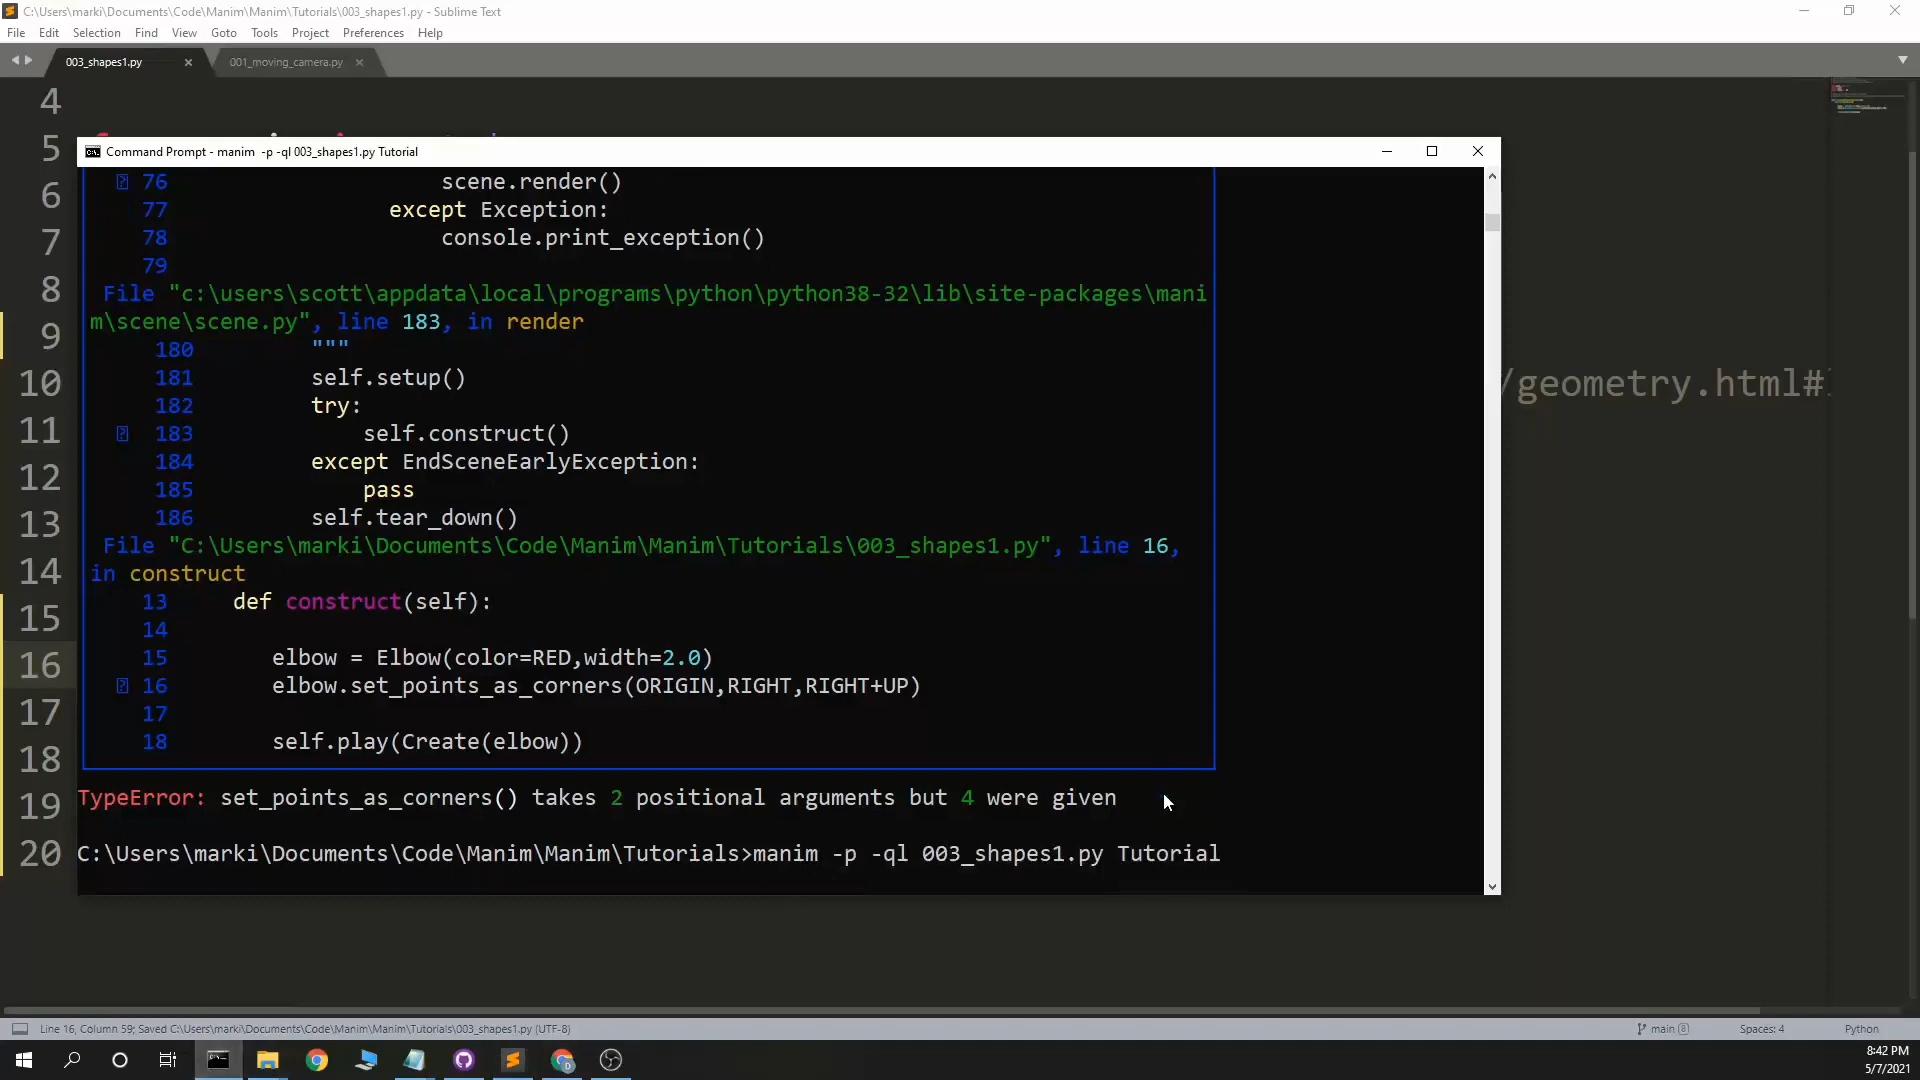 C:\Users\marki\Documents\Code\Manim\Manim\Tutorials\003_shapes1.py - Sublime Text
File Edit Selection Find View Goto Tools Project Preferences Help
003_shapes1.py
001_moving_camera.py
4
5
6
7
8
9
10
/geometry.html#
11
12
13
14
15
16
17
18
19
20
Command Prompt - manim -p -ql 003_shapes1.py Tutorial
76 scene.render()
77 except Exception:
78 console.print_exception()
79
File "c:\users\scott\appdata\local\programs\python\python38-32\lib\site-packages\mani
m\scene\scene.py", line 183, in render
180 """
181 self.setup()
182 try:
183 self.construct()
184 except EndSceneEarlyException:
185 pass
186 self.tear_down()
File "C:\Users\marki\Documents\Code\Manim\Manim\Tutorials\003_shapes1.py", line 16,
in construct
13 def construct(self):
14
15 elbow = Elbow(color=RED,width=2.0)
16 elbow.set_points_as_corners(ORIGIN,RIGHT,RIGHT+UP)
17
18 self.play(Create(elbow))
TypeError: set_points_as_corners() takes 2 positional arguments but 4 were given
C:\Users\marki\Documents\Code\Manim\Manim\Tutorials>manim -p -ql 003_shapes1.py Tutorial
Line 16, Column 59; Saved C:\Users\marki\Documents\Code\Manim\Manim\Tutorials\003_shapes1.py (UTF-8)
main 8
Spaces: 4
Python
8:42 PM
5/7/2021